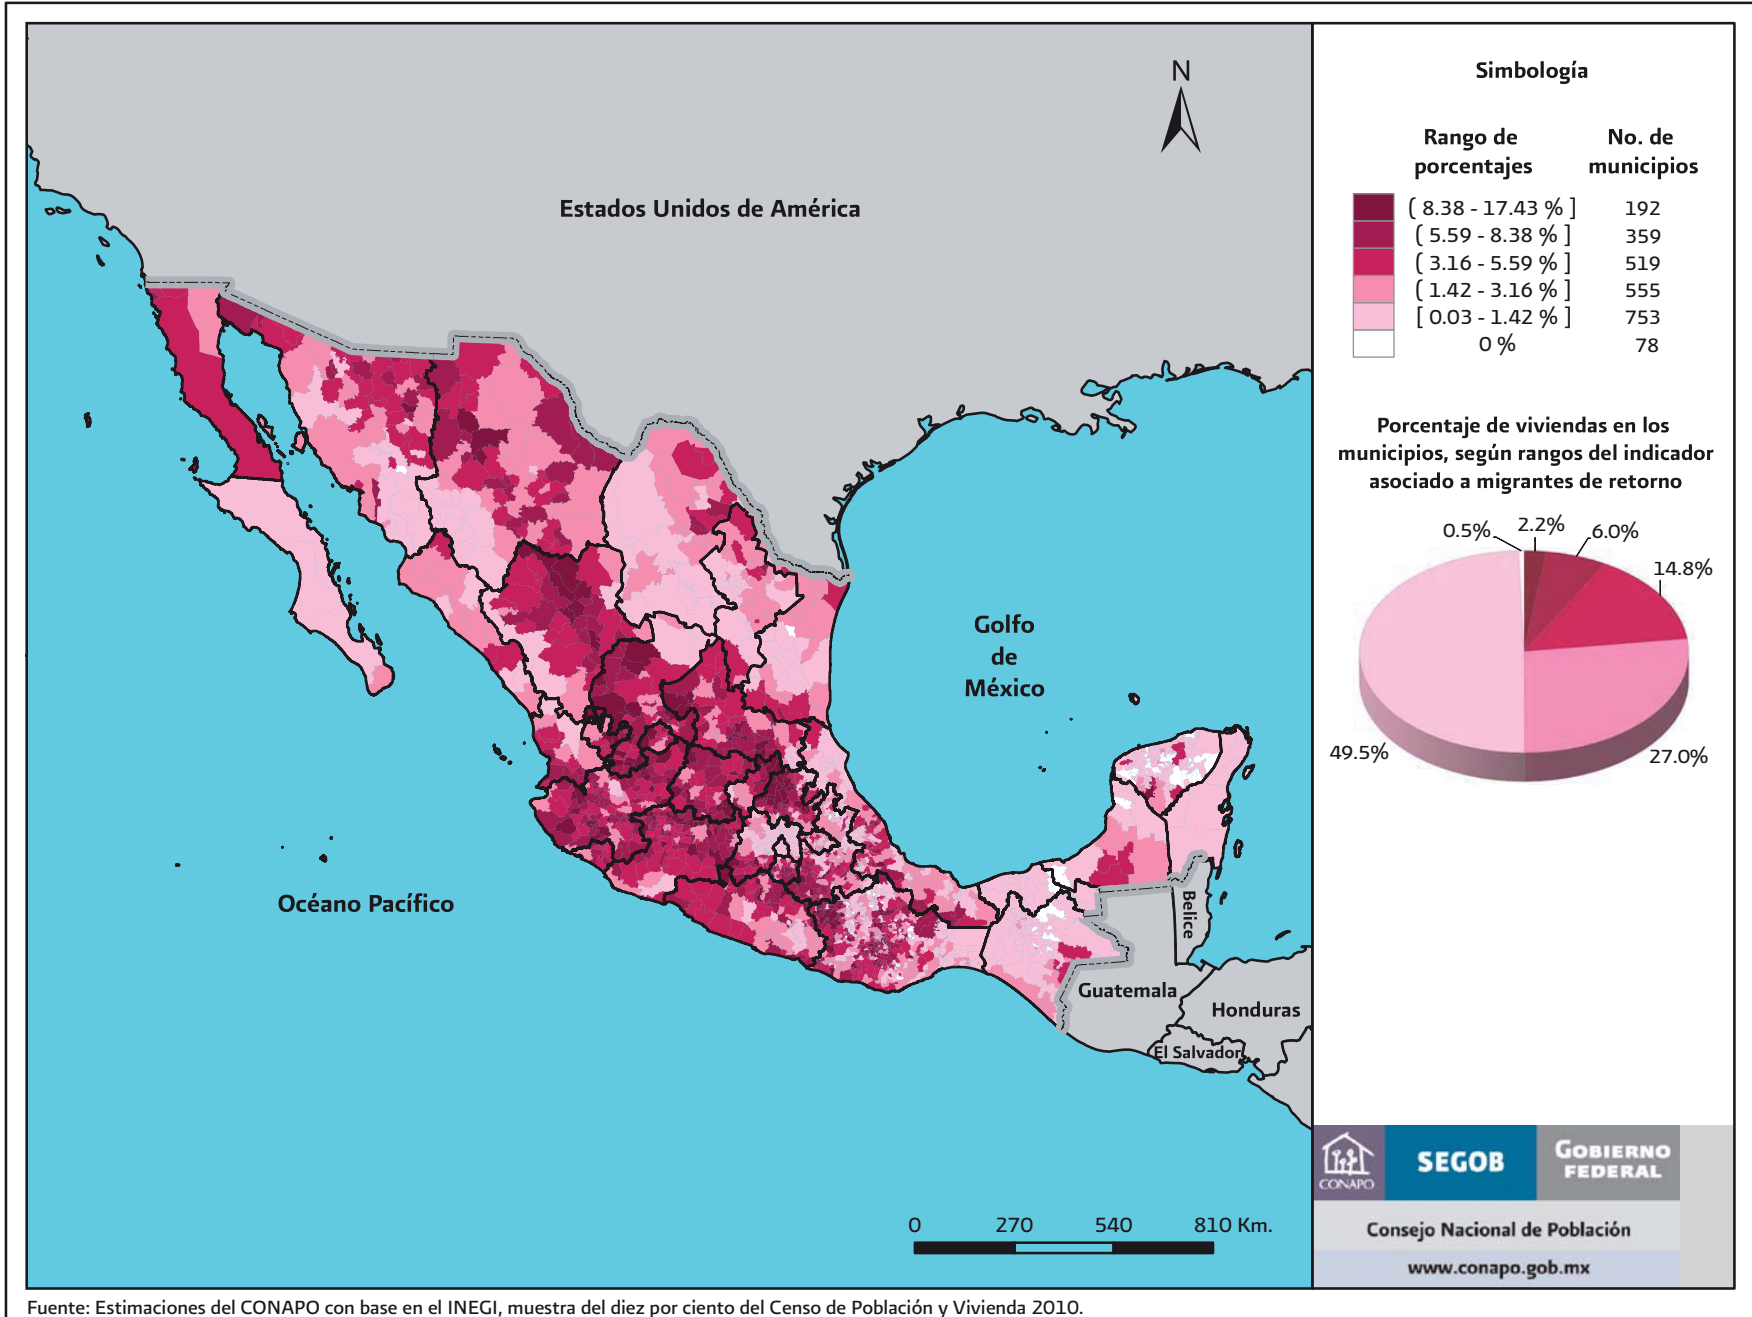 N
Estados Unidos de América
Golfo
de
México
Océano Pacífico
Belice
Guatemala
Honduras
El Salvador
0 270 540 810 Km.
Simbología
Rango de porcentajes No. de municipios
( 8.38 - 17.43 % ] 192
( 5.59 - 8.38 % ] 359
( 3.16 - 5.59 % ] 519
( 1.42 - 3.16 % ] 555
[ 0.03 - 1.42 % ] 753
0 % 78
Porcentaje de viviendas en los
municipios, según rangos del indicador
asociado a migrantes de retorno
0.5%
2.2%
6.0%
14.8%
49.5%
27.0%
CONAPO
SEGOB
GOBIERNO
FEDERAL
Consejo Nacional de Población
www.conapo.gob.mx
Fuente: Estimaciones del CONAPO con base en el INEGI, muestra del diez por ciento del Censo de Población y Vivienda 2010.